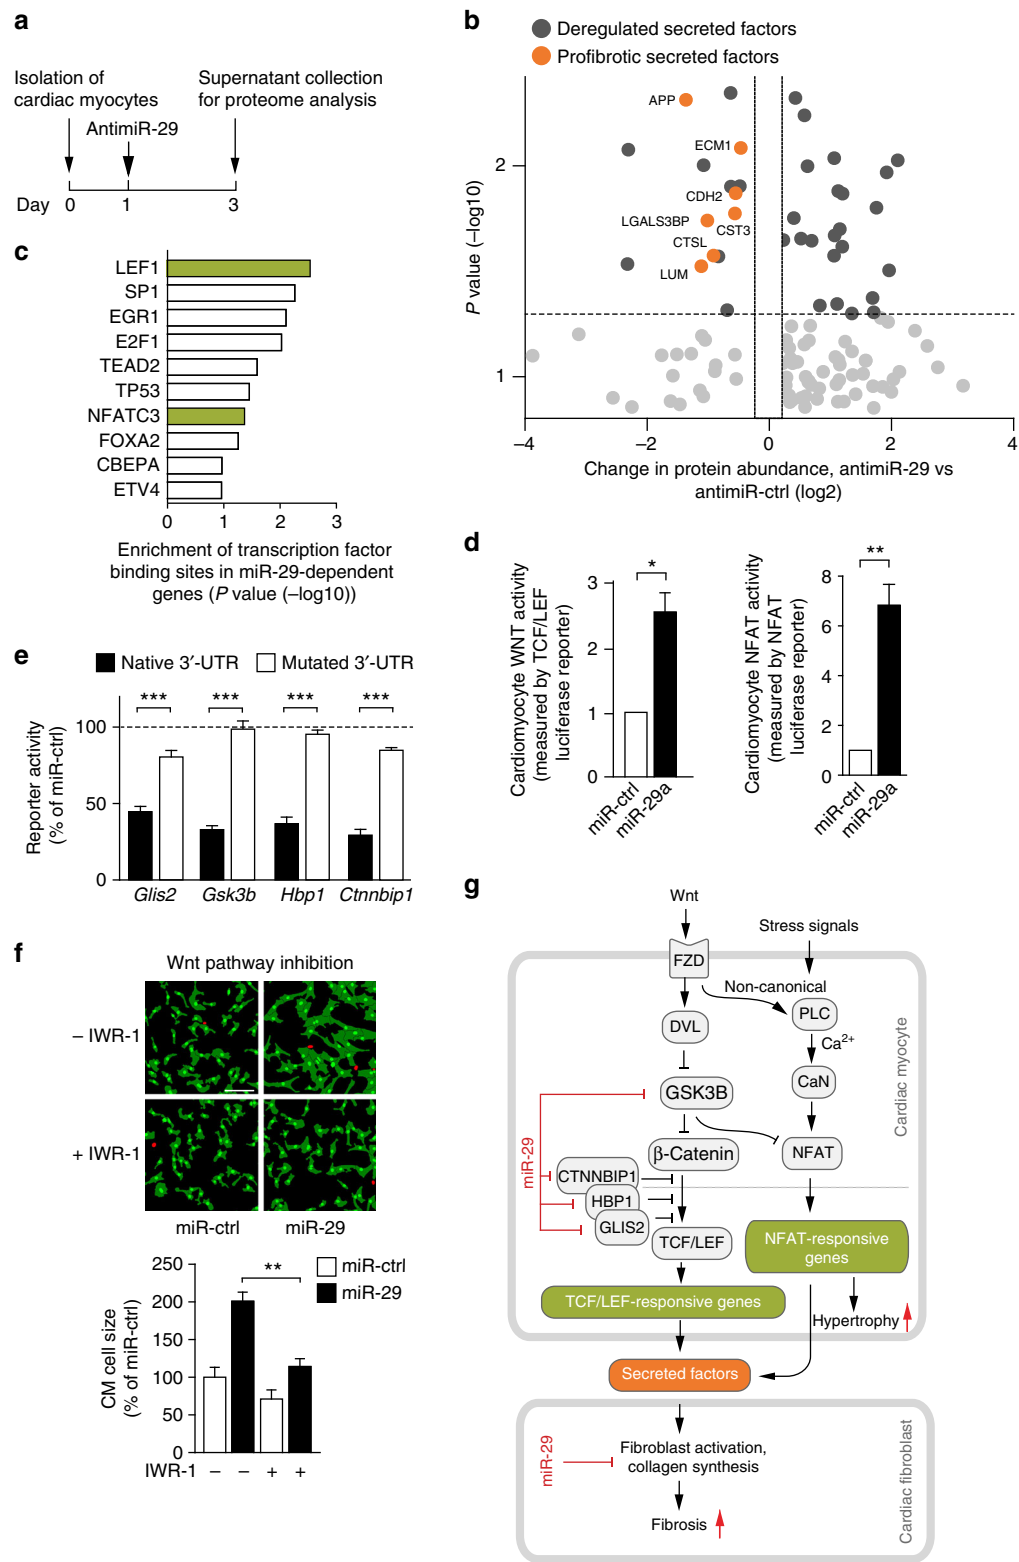 a
Isolation of
cardiac myocytes
Supernatant collection
for proteome analysis
AntimiR-29
Day 0 1 3
b
Deregulated secreted factors
Profibrotic secreted factors
P value (–log10)
2
1
APP
ECM1
CDH2
LGALS3BP
CST3
CTSL
LUM
–4 –2 0 2 4
Change in protein abundance, antimiR-29 vs
antimiR-ctrl (log2)
c
LEF1
SP1
EGR1
E2F1
TEAD2
TP53
NFATC3
FOXA2
CBEPA
ETV4
0 1 2 3
Enrichment of transcription factor
binding sites in miR-29-dependent
genes (P value (–log10))
d
Cardiomyocyte WNT activity
(measured by TCF/LEF
luciferase reporter)
3
2
1
0
*
miR-ctrl
miR-29a
Cardiomyocyte NFAT activity
(measured by NFAT
luciferase reporter)
8
6
4
2
0
**
miR-ctrl
miR-29a
e
Native 3′-UTR Mutated 3′-UTR
Reporter activity
(% of miR-ctrl)
100
50
0
*** *** *** ***
Glis2 Gsk3b Hbp1 Ctnnbip1
f
Wnt pathway inhibition
– IWR-1
+ IWR-1
miR-ctrl miR-29
CM cell size
(% of miR-ctrl)
250
200
150
100
50
0
**
miR-ctrl
miR-29
IWR-1 – – + +
g
Wnt
Stress signals
FZD
Non-canonical
DVL
PLC
Ca2+
GSK3B
CaN
β-Catenin
NFAT
miR-29
CTNNBIP1
HBP1
GLIS2
TCF/LEF
NFAT-responsive
genes
TCF/LEF-responsive genes
Hypertrophy
Cardiac myocyte
Secreted factors
miR-29
Fibroblast activation,
collagen synthesis
Fibrosis
Cardiac fibroblast